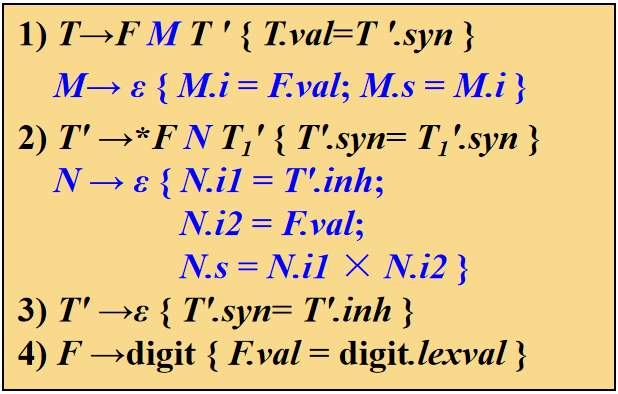 1) T→F M T ' { T.val=T '.syn }
M→ ε { M.i = F.val; M.s = M.i }
2) T' →*F N T₁' { T'.syn= T₁'.syn }
N → ε { N.i1 = T'.inh;
N.i2 = F.val;
N.s = N.i1 × N.i2 }
3) T' →ε { T'.syn= T'.inh }
4) F →digit { F.val = digit.lexval }